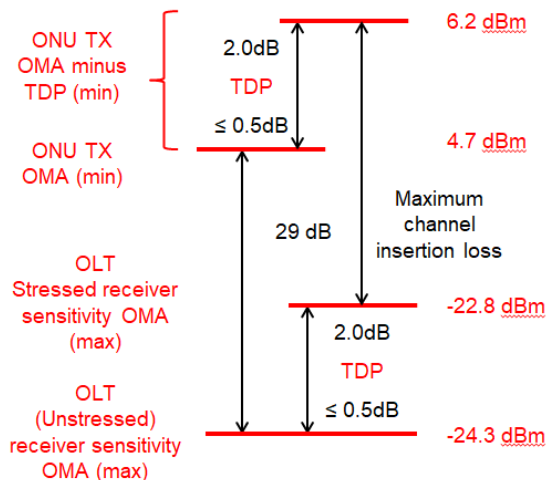 6.2 dBm
ONU TX
OMA minus
TDP (min)
2.0dB
TDP
≤ 0.5dB
4.7 dBm
ONU TX
OMA (min)
29 dB
Maximum
channel
insertion loss
OLT
Stressed receiver
sensitivity OMA
(max)
-22.8 dBm
2.0dB
TDP
≤ 0.5dB
OLT
(Unstressed)
receiver sensitivity
OMA (max)
-24.3 dBm